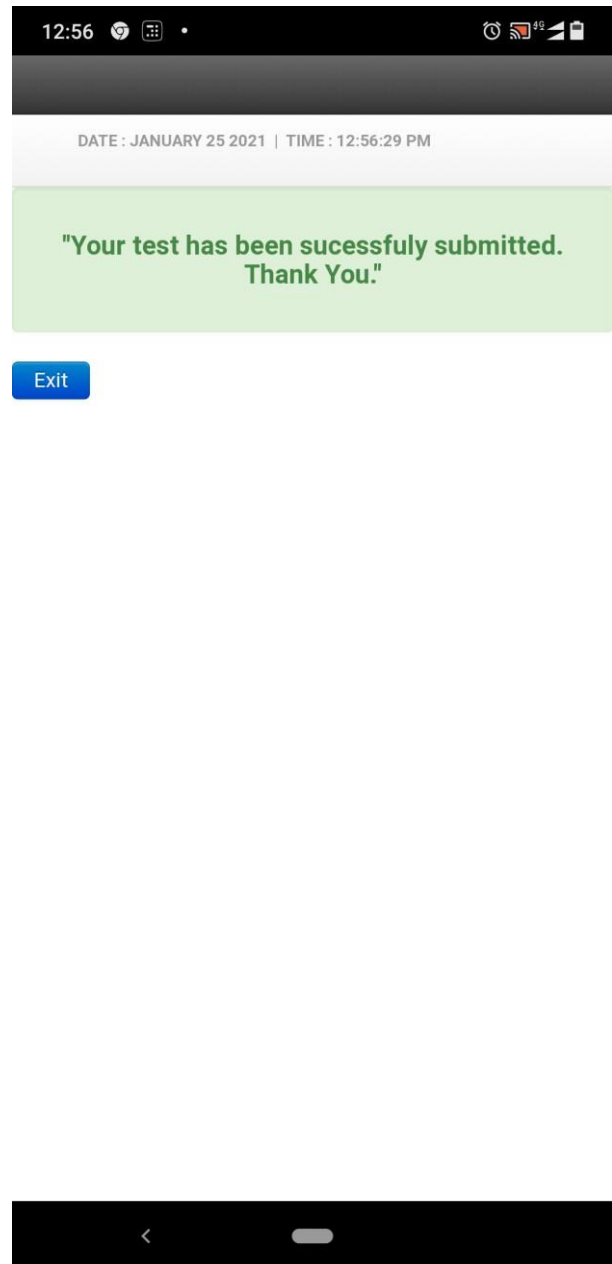 12:56
4G
DATE : JANUARY 25 2021 | TIME : 12:56:29 PM
"Your test has been sucessfuly submitted.
Thank You."
Exit